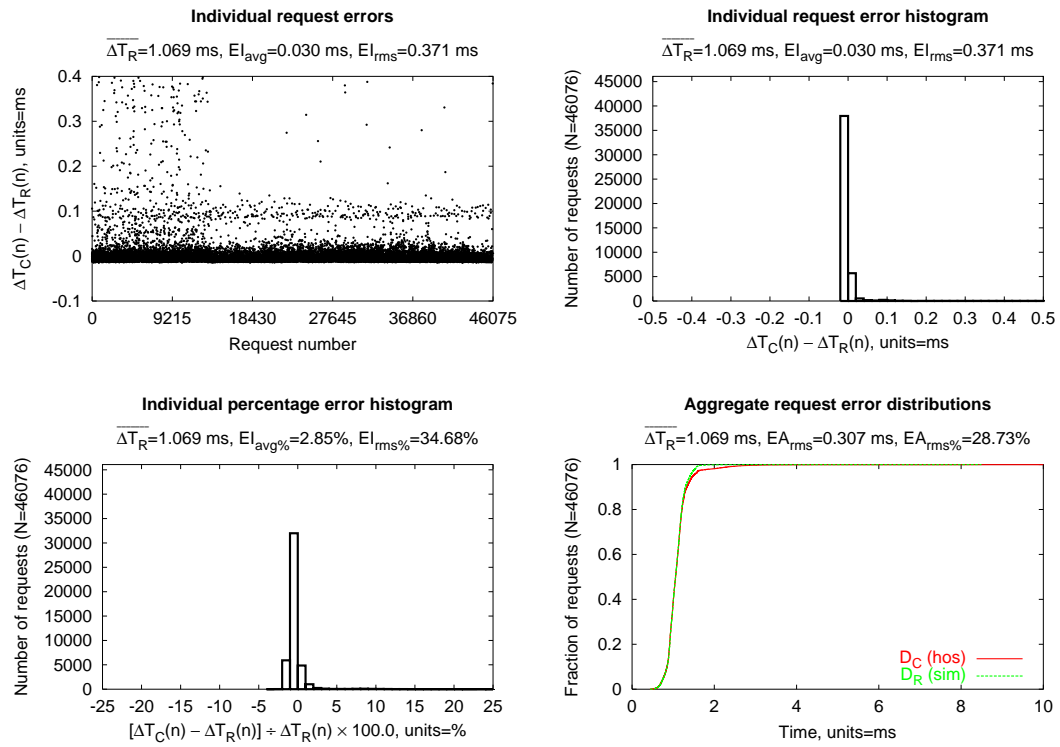 Individual request errors
ΔT_R=1.069 ms, EI_avg=0.030 ms, EI_rms=0.371 ms
ΔT_C(n) − ΔT_R(n), units=ms
0.4
0.3
0.2
0.1
0
-0.1
0 9215 18430 27645 36860 46075
Request number
Individual request error histogram
ΔT_R=1.069 ms, EI_avg=0.030 ms, EI_rms=0.371 ms
Number of requests (N=46076)
45000
40000
35000
30000
25000
20000
15000
10000
5000
0
-0.5 -0.4 -0.3 -0.2 -0.1 0 0.1 0.2 0.3 0.4 0.5
ΔT_C(n) − ΔT_R(n), units=ms
Individual percentage error histogram
ΔT_R=1.069 ms, EI_avg%=2.85%, EI_rms%=34.68%
Number of requests (N=46076)
45000
40000
35000
30000
25000
20000
15000
10000
5000
0
-25 -20 -15 -10 -5 0 5 10 15 20 25
[ΔT_C(n) − ΔT_R(n)] ÷ ΔT_R(n) × 100.0, units=%
Aggregate request error distributions
ΔT_R=1.069 ms, EA_rms=0.307 ms, EA_rms%=28.73%
Fraction of requests (N=46076)
1
0.8
0.6
0.4
0.2
0
D_C (hos)
D_R (sim)
0 2 4 6 8 10
Time, units=ms